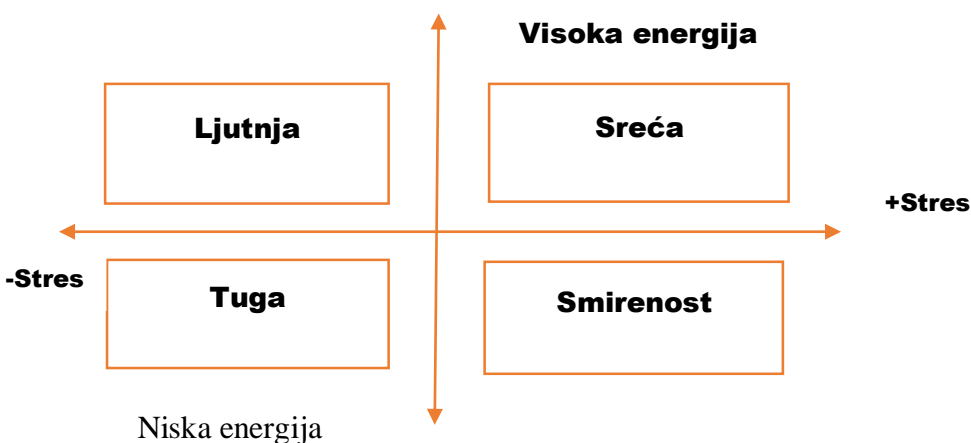 Visoka energija
Ljutnja
Sreća
+Stres
-Stres
Tuga
Smirenost
Niska energija